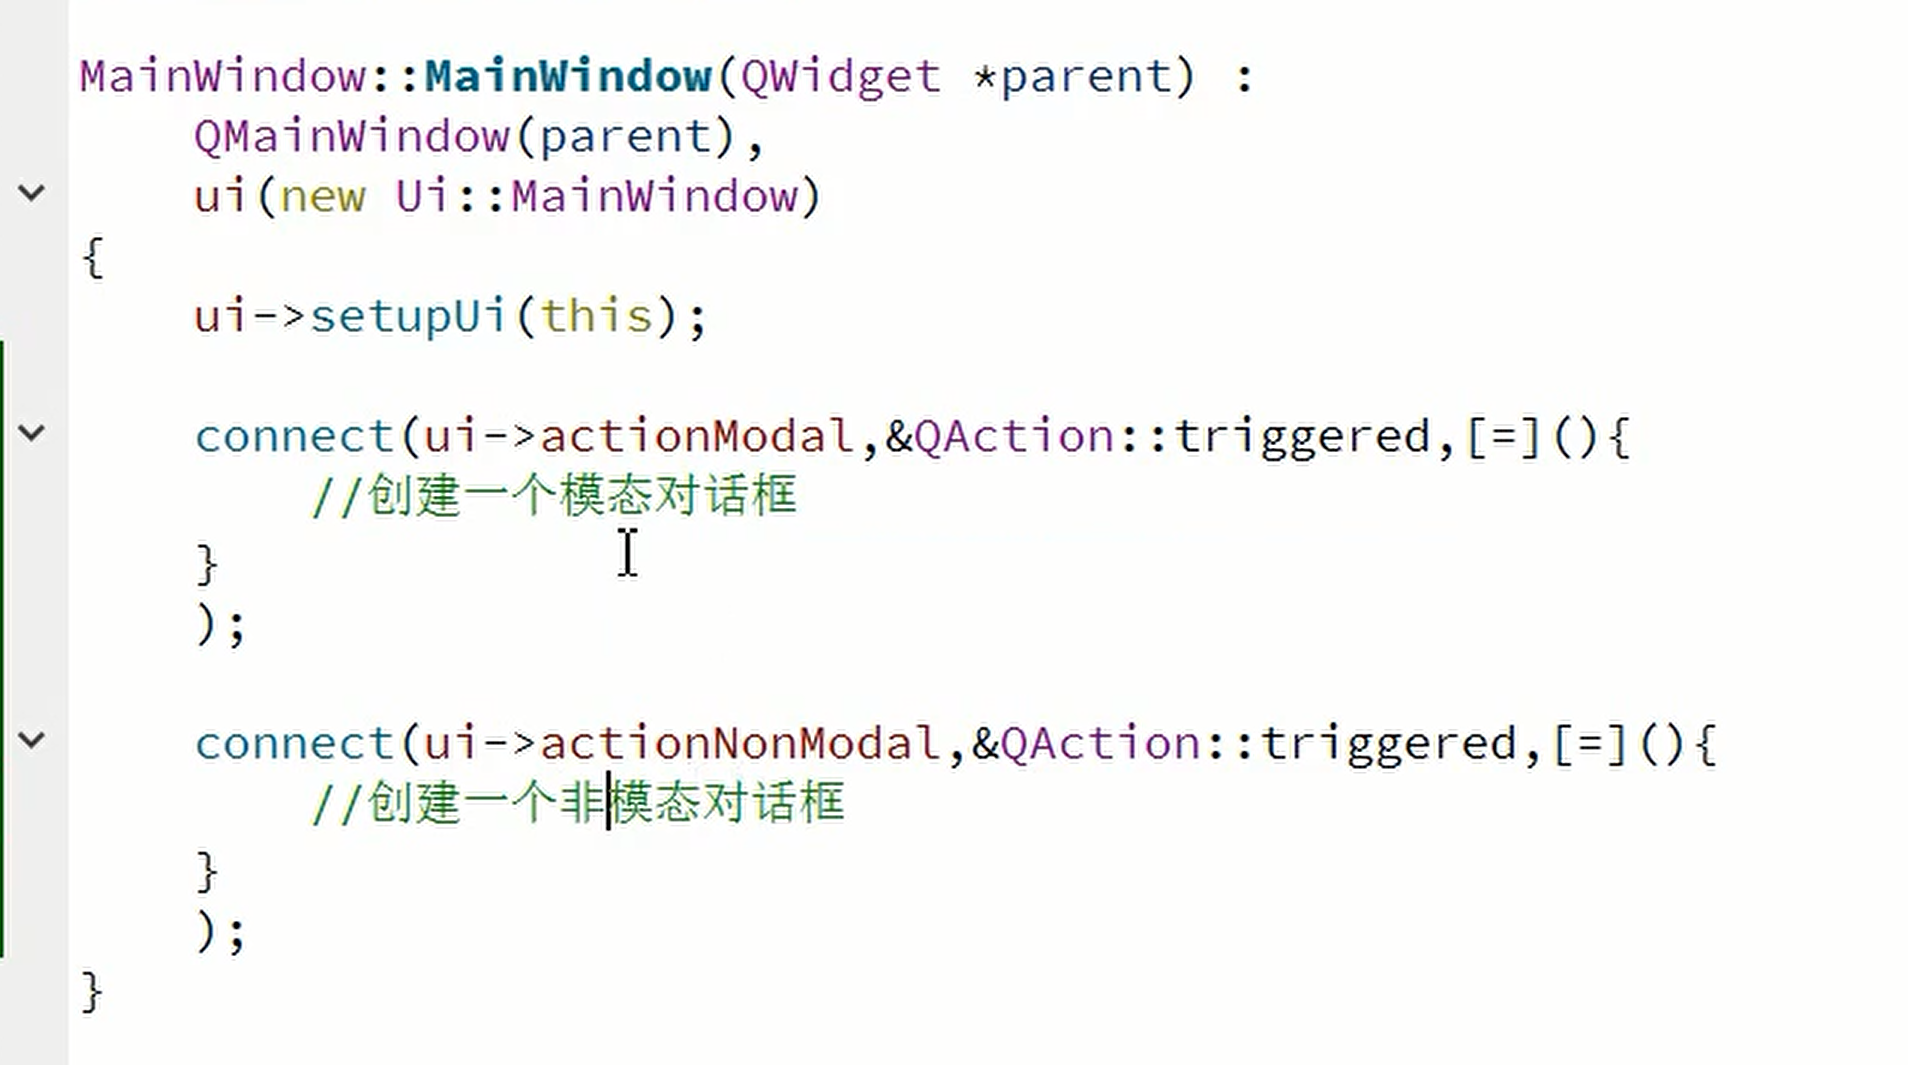 MainWindow::MainWindow(QWidget *parent) :
    QMainWindow(parent),
    ui(new Ui::MainWindow)
{
    ui->setupUi(this);
    connect(ui->actionModal,&QAction::triggered,[=](){
        //创建一个模态对话框
    }
    );
    connect(ui->actionNonModal,&QAction::triggered,[=](){
        //创建一个非模态对话框
    }
    );
}